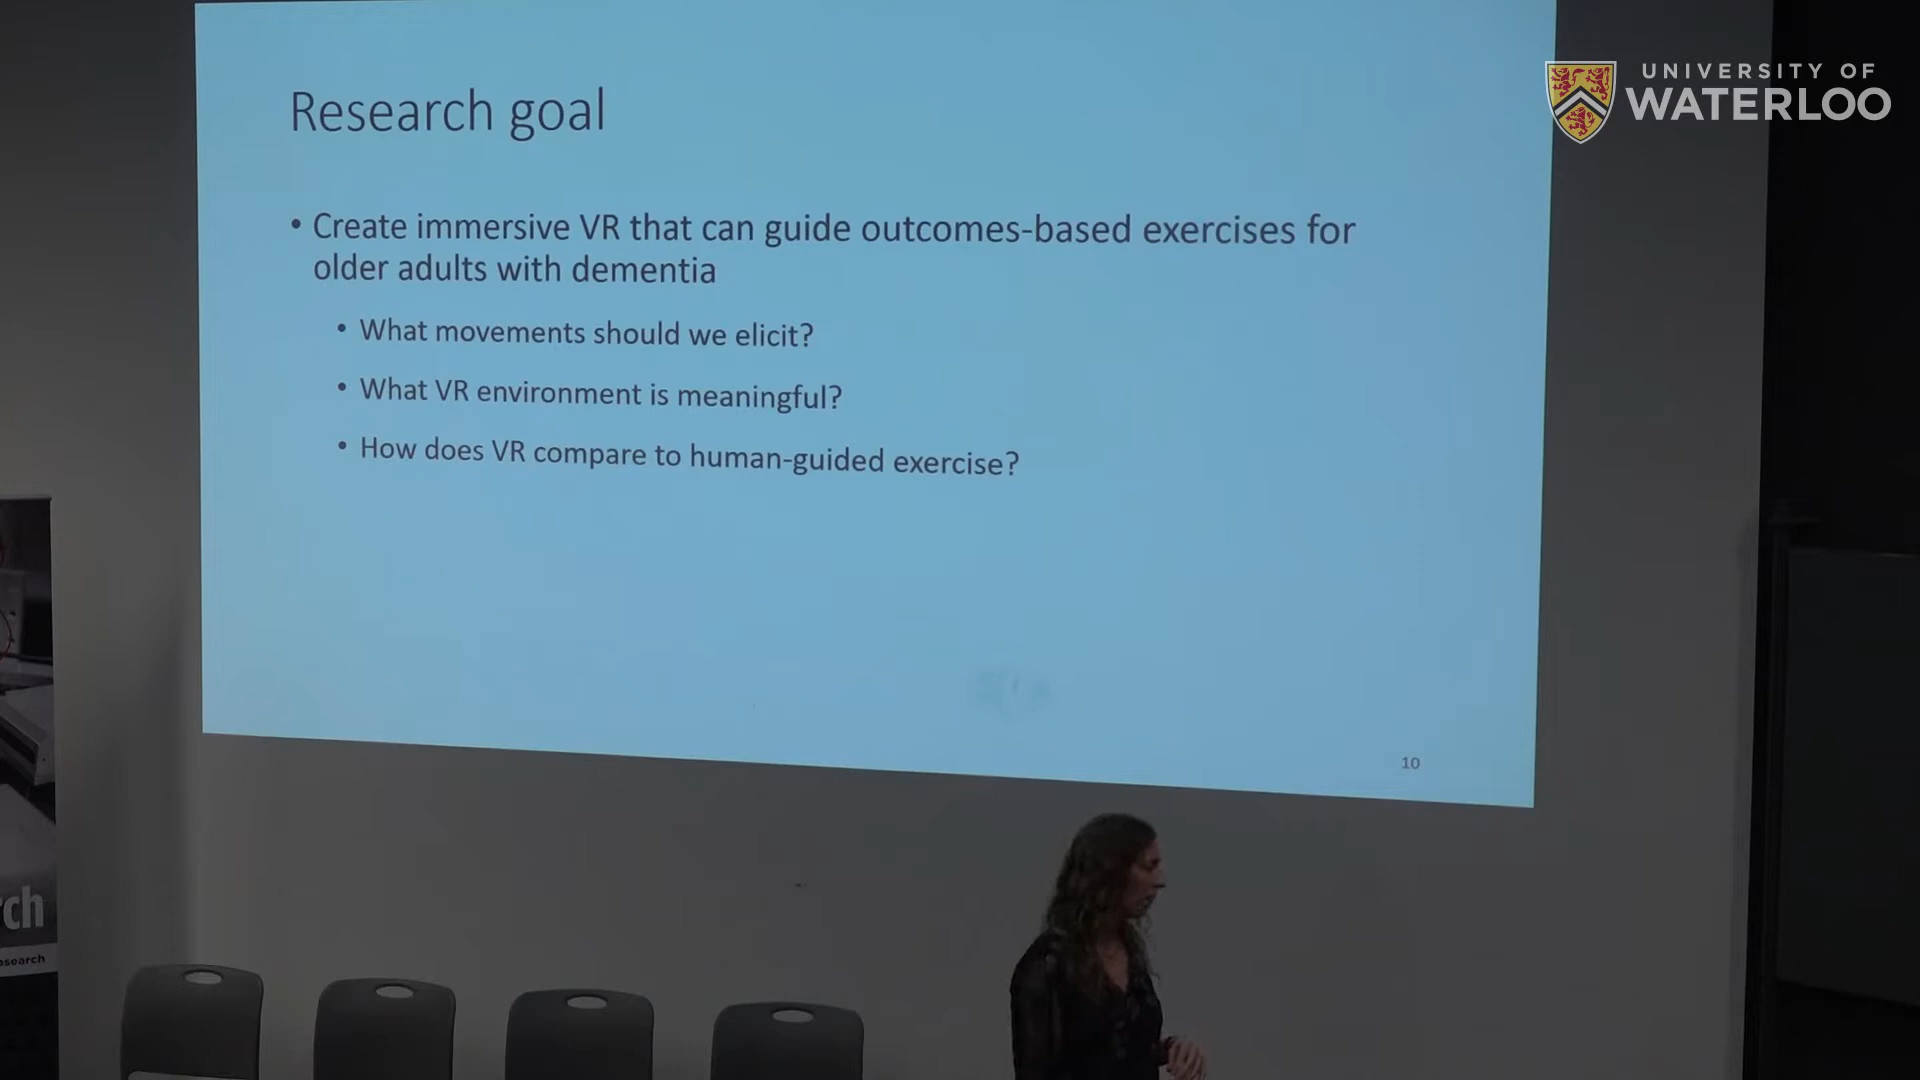 UNIVERSITY OF
WATERLOO
Research goal
• Create immersive VR that can guide outcomes-based exercises for
older adults with dementia
• What movements should we elicit?
• What VR environment is meaningful?
• How does VR compare to human-guided exercise?
10